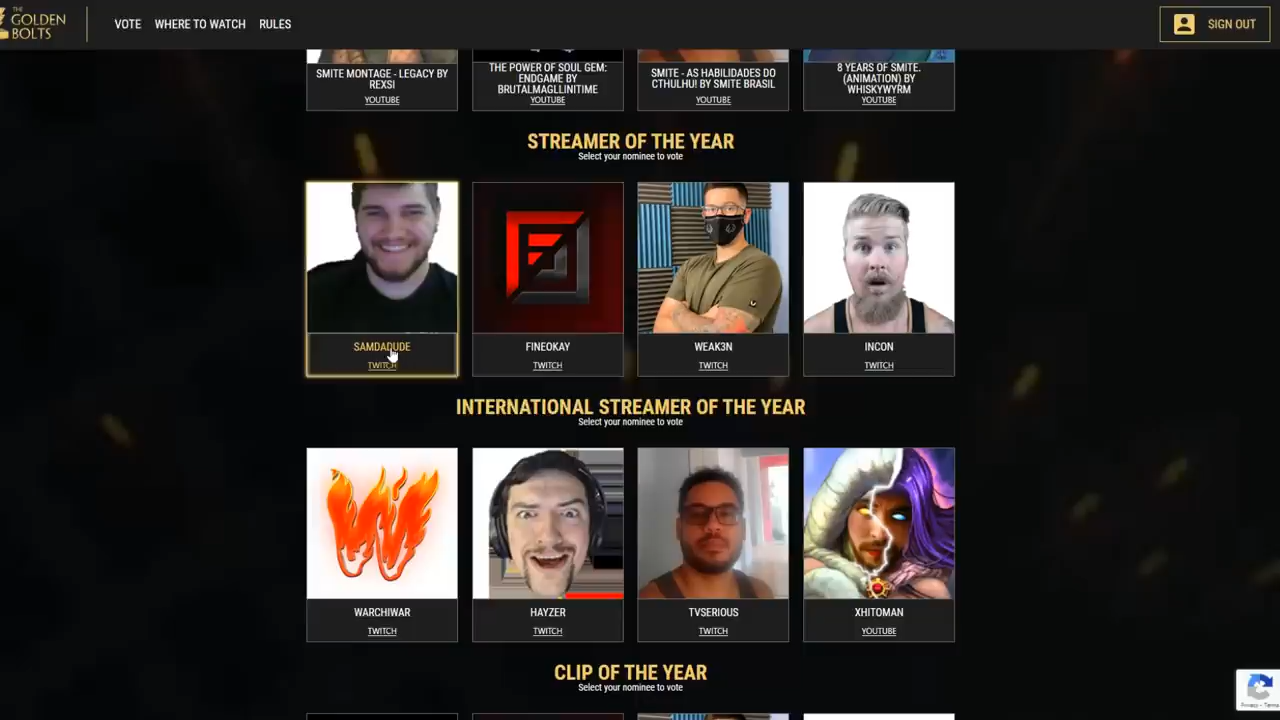 THE
GOLDEN
BOLTS
VOTE
WHERE TO WATCH
RULES
SIGN OUT
SMITE MONTAGE - LEGACY BY
REXSI
YOUTUBE
THE POWER OF SOUL GEM:
ENDGAME BY
BRUTALMAGLLINITIME
YOUTUBE
SMITE - AS HABILIDADES DO
CTHULHU! BY SMITE BRASIL
YOUTUBE
8 YEARS OF SMITE.
(ANIMATION) BY
WHISKYWYRM
YOUTUBE
STREAMER OF THE YEAR
Select your nominee to vote
SAMDADUDE
TWITCH
FINEOKAY
TWITCH
WEAK3N
TWITCH
INCON
TWITCH
INTERNATIONAL STREAMER OF THE YEAR
Select your nominee to vote
WARCHIWAR
TWITCH
HAYZER
TWITCH
TVSERIOUS
TWITCH
XHITOMAN
YOUTUBE
CLIP OF THE YEAR
Select your nominee to vote
Privacy - Terms